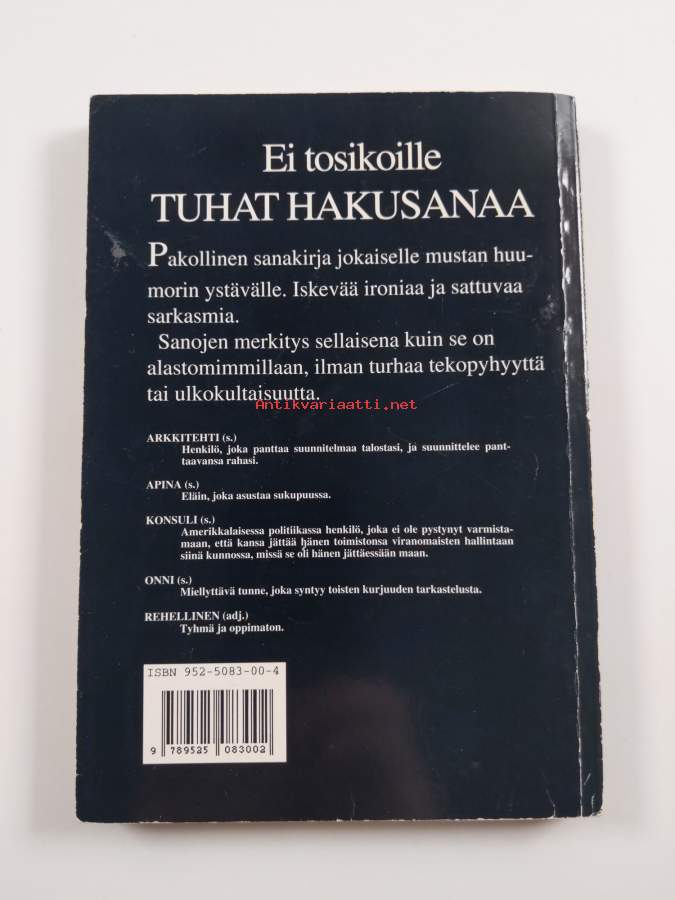 Ei tosikoille
TUHAT HAKUSANAA
Pakollinen sanakirja jokaiselle mustan huu-
morin ystävälle. Iskevää ironiaa ja sattuvaa
sarkasmia.
Sanojen merkitys sellaisena kuin se on
alastomimmillaan, ilman turhaa tekopyhyyttä
tai ulkokultaisuutta.
Antikvariaatti.net
ARKKITEHTI (s.)
Henkilö, joka panttaa suunnitelmaa talostasi, ja suunnittelee pant-
taavansa rahasi.
APINA (s.)
Eläin, joka asustaa sukupuussa.
KONSULI (s.)
Amerikkalaisessa politiikassa henkilö, joka ei ole pystynyt varmista-
maan, että kansa jättää hänen toimistonsa viranomaisten hallintaan
siinä kunnossa, missä se oli hänen jättäessään maan.
ONNI (s.)
Miellyttävä tunne, joka syntyy toisten kurjuuden tarkastelusta.
REHELLINEN (adj.)
Tyhmä ja oppimaton.
ISBN 952-5083-00-4
9 789525 083002